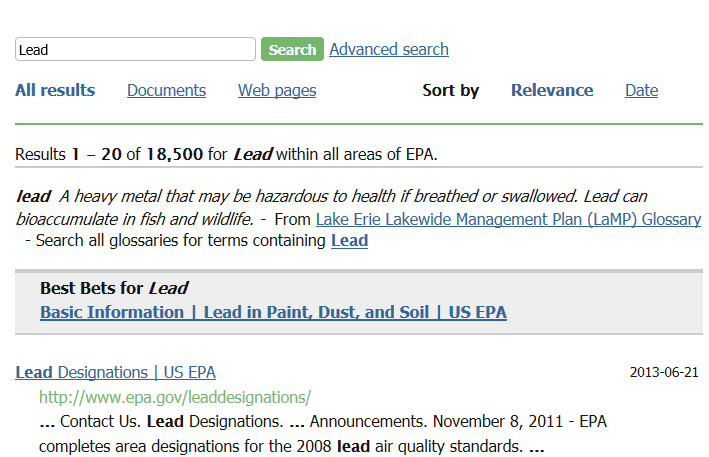 Lead Search Advanced search
All results Documents Web pages Sort by Relevance Date
Results 1 – 20 of 18,500 for Lead within all areas of EPA.
lead A heavy metal that may be hazardous to health if breathed or swallowed. Lead can
bioaccumulate in fish and wildlife. - From Lake Erie Lakewide Management Plan (LaMP) Glossary
- Search all glossaries for terms containing Lead
Best Bets for Lead
Basic Information | Lead in Paint, Dust, and Soil | US EPA
Lead Designations | US EPA 2013-06-21
http://www.epa.gov/leaddesignations/
... Contact Us. Lead Designations. ... Announcements. November 8, 2011 - EPA
completes area designations for the 2008 lead air quality standards. ...